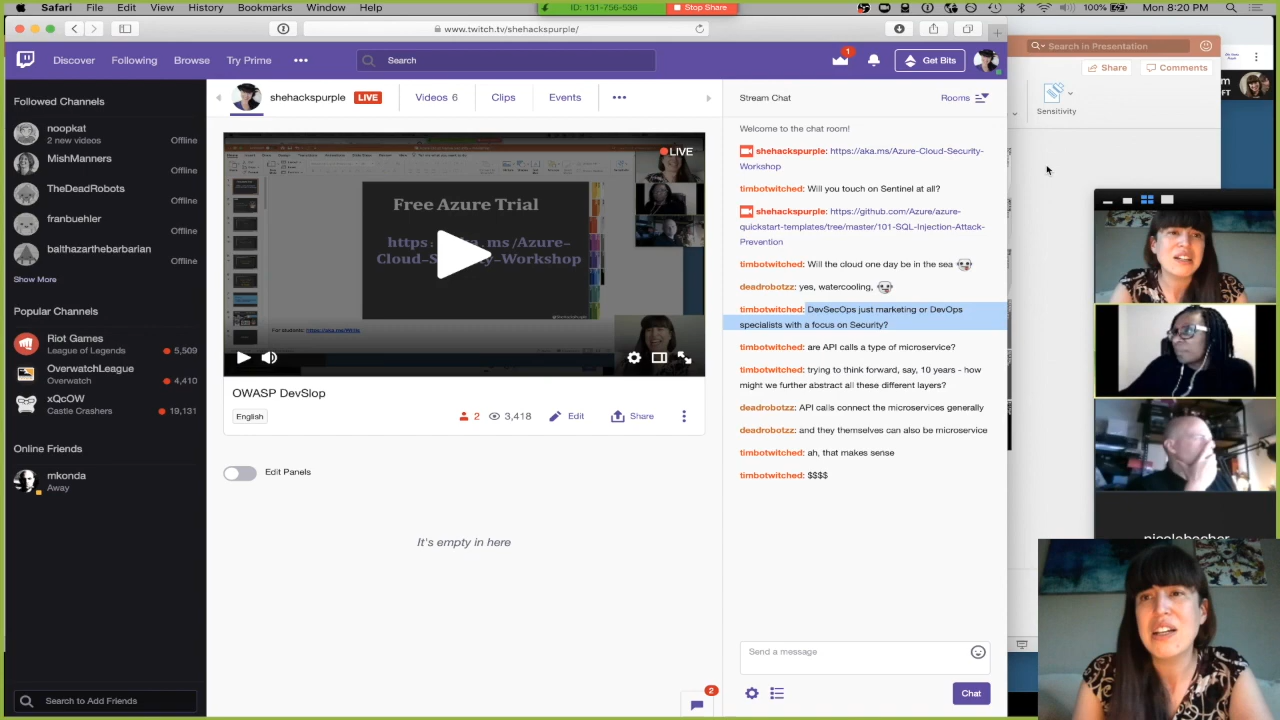 Safari File Edit View History Bookmarks Window Help
ID: 131-756-536 Stop Share
100% Sun 8:20 PM
www.twitch.tv/shehackspurple/
Search in Presentation
Discover Following Browse Try Prime ••• Search 1 Get Bits
Share Comments
Sensitivity
Followed Channels
noopkat
2 new videos
Offline
MishManners
Offline
TheDeadRobots
Offline
franbuehler
Offline
balthazarthebarbarian
Offline
Show More
Popular Channels
Riot Games
League of Legends
5,509
OverwatchLeague
Overwatch
4,410
xQcOW
Castle Crashers
19,131
Online Friends
mkonda
Away
Search to Add Friends
shehackspurple LIVE Videos 6 Clips Events •••
LIVE
Free Azure Trial
For students:
OWASP DevSlop
English
2 3,418 Edit Share
Edit Panels
It's empty in here
2
Stream Chat Rooms
Welcome to the chat room!
shehackspurple: https://aka.ms/Azure-Cloud-Security-
Workshop
timbotwitched: Will you touch on Sentinel at all?
shehackspurple: https://github.com/Azure/azure-
quickstart-templates/tree/master/101-SQL-Injection-Attack-
Prevention
timbotwitched: Will the cloud one day be in the sea
deadrobotzz: yes, watercooling,
timbotwitched: DevSecOps just marketing or DevOps
specialists with a focus on Security?
timbotwitched: are API calls a type of microservice?
timbotwitched: trying to think forward, say, 10 years - how
might we further abstract all these different layers?
deadrobotzz: API calls connect the microservices generally
deadrobotzz: and they themselves can also be microservice
timbotwitched: ah, that makes sense
timbotwitched: $$$$
Send a message
Chat